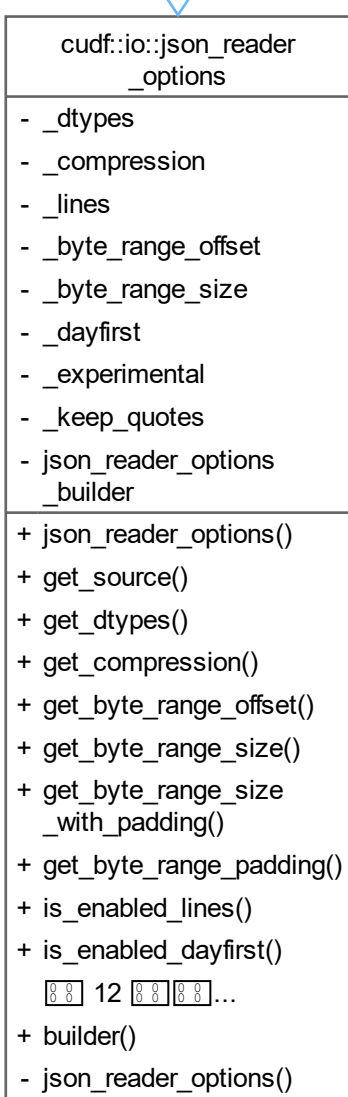 cudf::io::json_reader
_options
- _dtypes
- _compression
- _lines
- _byte_range_offset
- _byte_range_size
- _dayfirst
- _experimental
- _keep_quotes
- json_reader_options
_builder
+ json_reader_options()
+ get_source()
+ get_dtypes()
+ get_compression()
+ get_byte_range_offset()
+ get_byte_range_size()
+ get_byte_range_size
_with_padding()
+ get_byte_range_padding()
+ is_enabled_lines()
+ is_enabled_dayfirst()
12 ...
+ builder()
- json_reader_options()